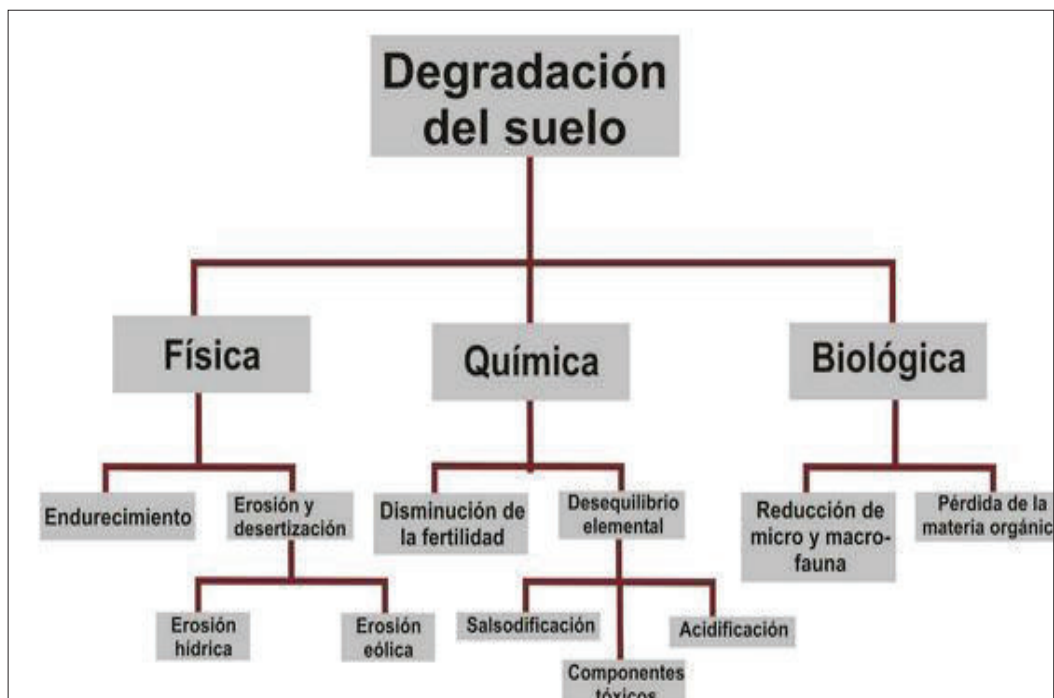 Degradación
del suelo
Física
Química
Biológica
Endurecimiento
Erosión y
desertización
Disminución de
la fertilidad
Desequilibrio
elemental
Reducción de
micro y macro-
fauna
Pérdida de la
materia orgánic
Erosión
hídrica
Erosión
eólica
Salsodificación
Componentes
tóxicos
Acidificación